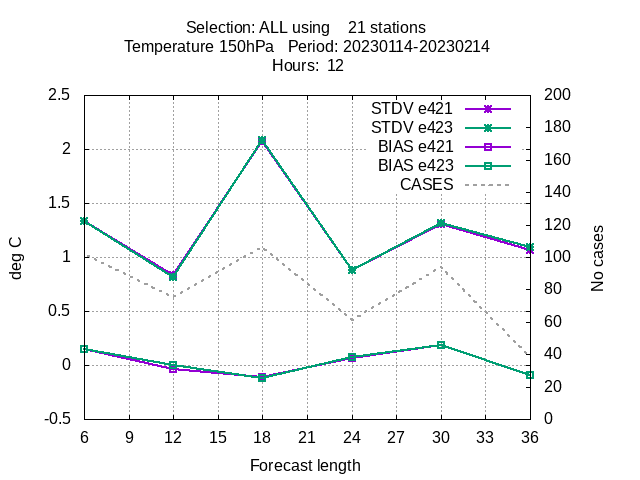 Selection: ALL using    21 stations
Temperature 150hPa   Period: 20230114-20230214
Hours:  12
STDV e421
STDV e423
BIAS e421
BIAS e423
CASES
deg C
2.5
2
1.5
1
0.5
0
-0.5
200
180
160
140
120
100
80
60
40
20
0
No cases
6 9 12 15 18 21 24 27 30 33 36
Forecast length